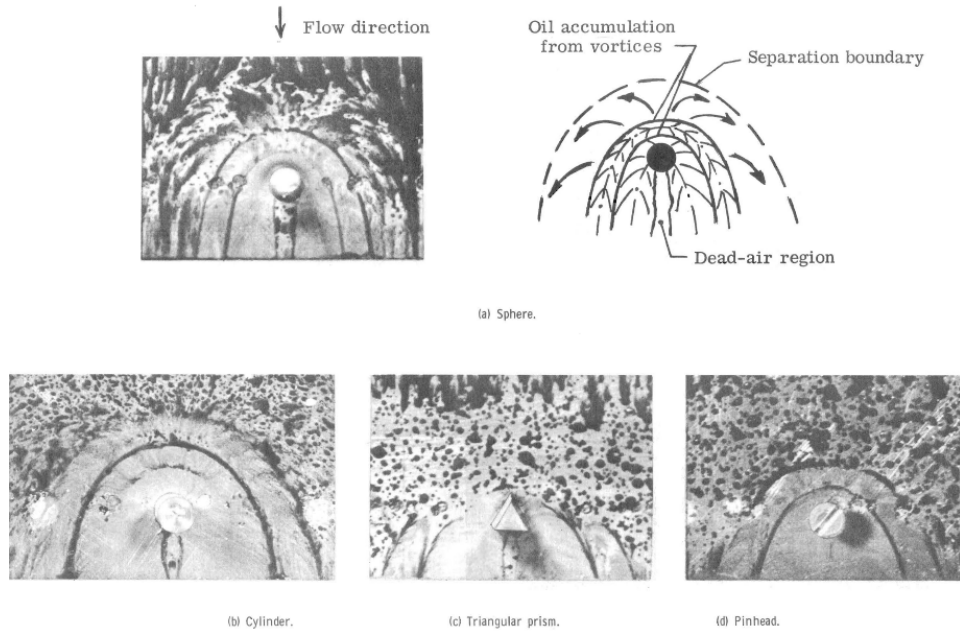 Flow direction
Oil accumulation
from vortices
Separation boundary
Dead-air region
(a) Sphere.
(b) Cylinder.
(c) Triangular prism.
(d) Pinhead.